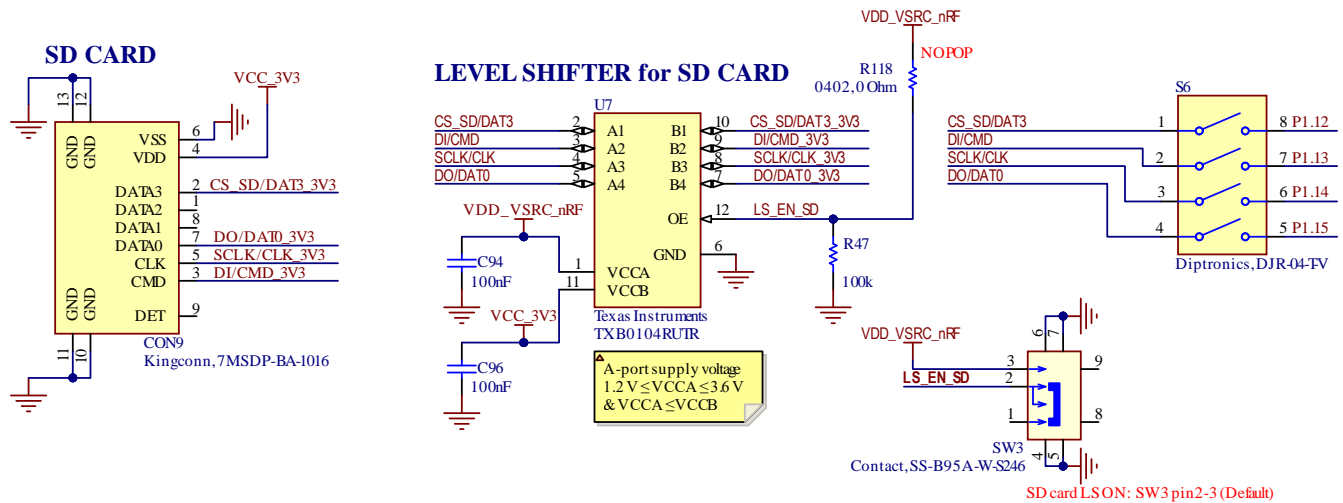 VDD_VSRC_nRF
NOPOP
R118
0402, 0 Ohm
SD CARD
VCC_3V3
13
12
GND
GND
VSS
6
VDD
4
DATA3
2
CS_SD/DAT3_3V3
DATA2
1
DATA1
8
DATA0
7
DO/DAT0_3V3
CLK
5
SCLK/CLK_3V3
CMD
3
DI/CMD_3V3
GND
GND
DET
9
11
10
CON9
Kingconn, 7MSDP-BA-1016
LEVEL SHIFTER for SD CARD
U7
CS_SD/DAT3
2
A1
B1
10
CS_SD/DAT3_3V3
DI/CMD
3
A2
B2
9
DI/CMD_3V3
SCLK/CLK
4
A3
B3
8
SCLK/CLK_3V3
DO/DAT0
5
A4
B4
7
DO/DAT0_3V3
OE
12
LS_EN_SD
VDD_VSRC_nRF
GND
6
C94
100nF
1
VCCA
11
VCCB
R47
100k
VCC_3V3
Texas Instruments
TXB0104RUTR
C96
100nF
A-port supply voltage
1.2 V ≤ VCCA ≤ 3.6 V
& VCCA ≤ VCCB
S6
CS_SD/DAT3
1
8
P1.12
DI/CMD
2
7
P1.13
SCLK/CLK
3
6
P1.14
DO/DAT0
4
5
P1.15
Diptronics, DJR-04-T-V
VDD_VSRC_nRF
6
7
3
9
LS_EN_SD
2
1
8
SW3
4
5
Contact, SS-B95A-W-S246
SD card LS ON: SW3 pin 2-3 (Default)